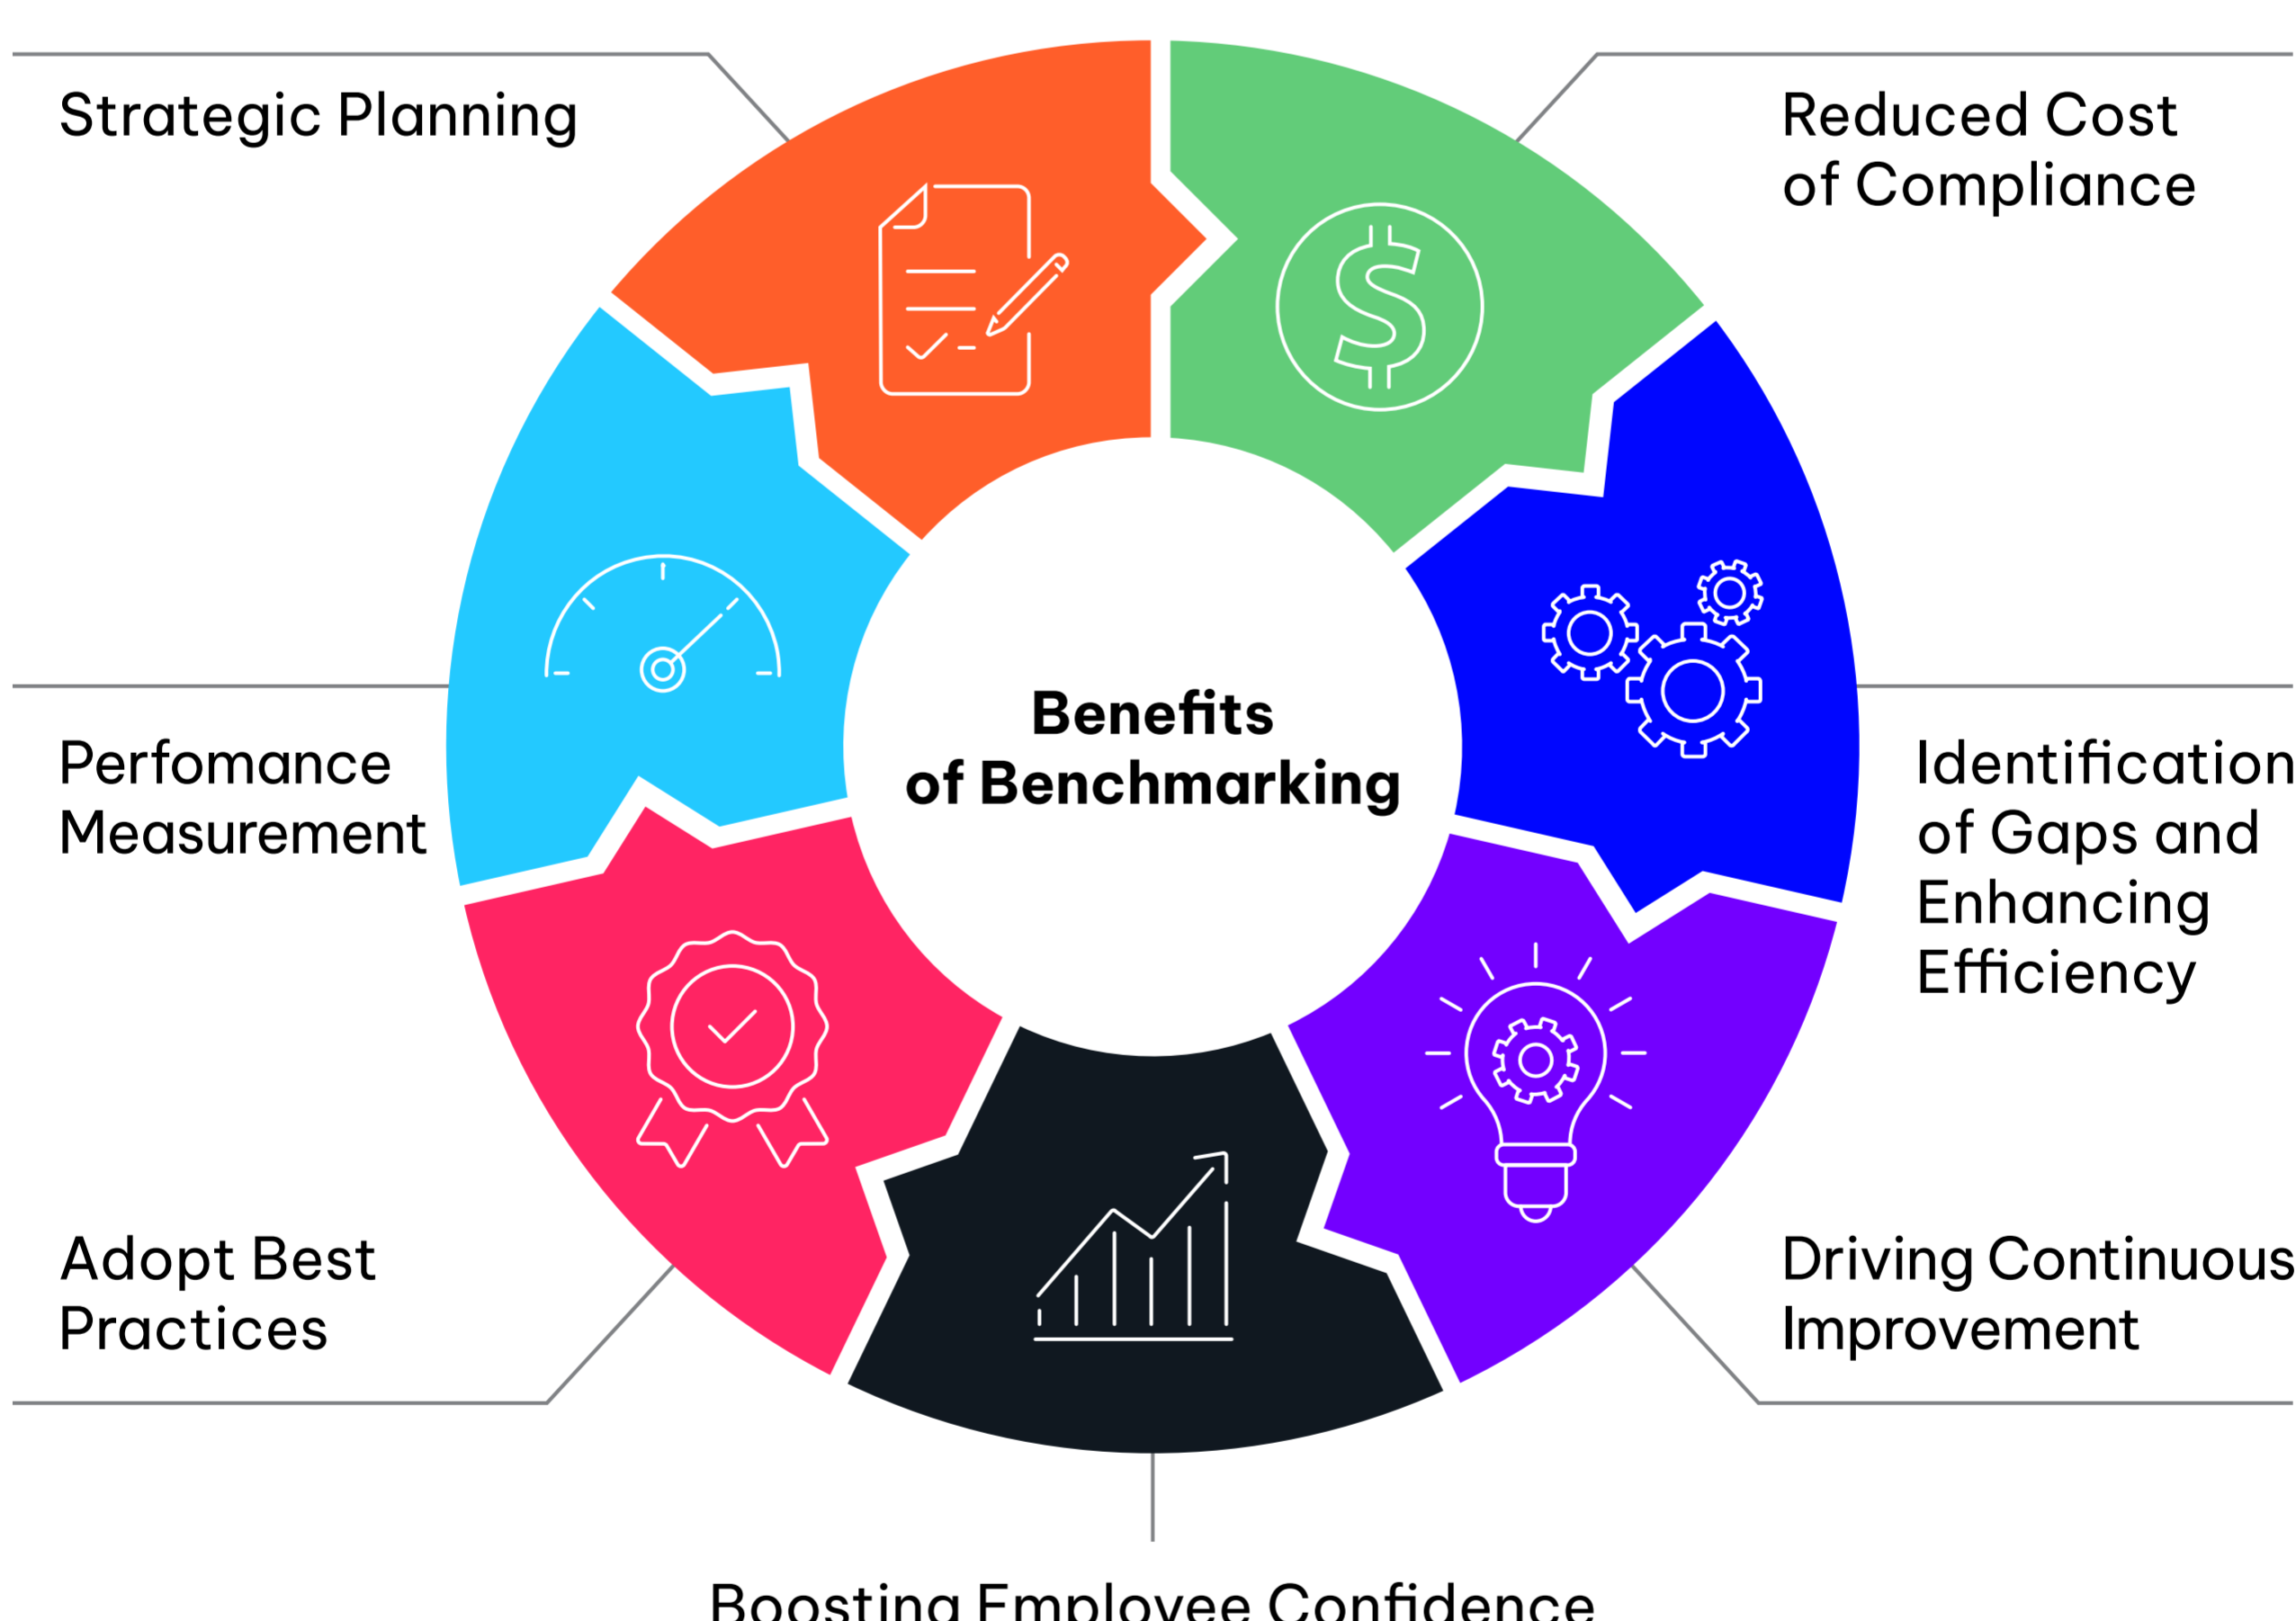 Strategic Planning
Reduced Cost
of Compliance
Benefits
of Benchmarking
Perfomance
Measurement
Identification
of Gaps and
Enhancing
Efficiency
Adopt Best
Practices
Driving Continuous
Improvement
Boosting Employee Confidence